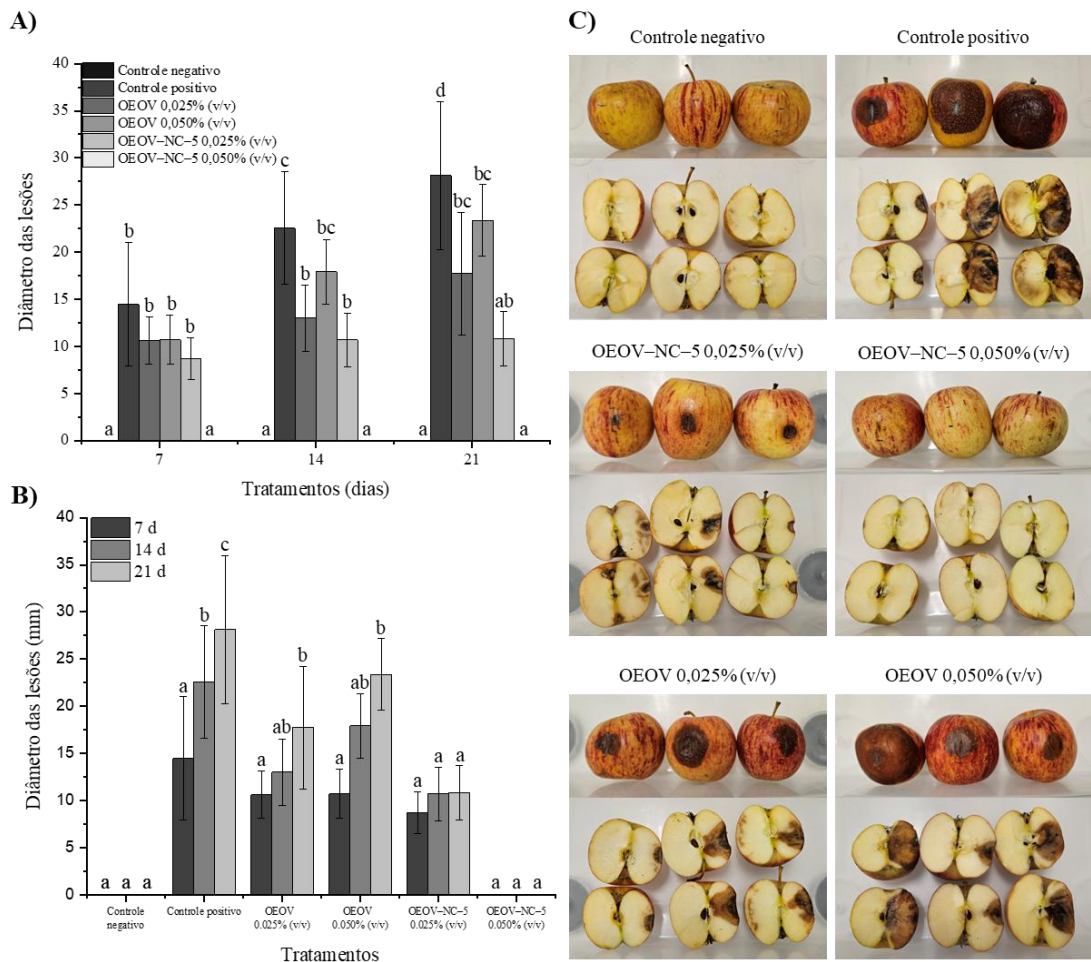 A)
Diâmetro das lesões
40
35
30
25
20
15
10
5
0
Controle negativo
Controle positivo
OEOV 0,025% (v/v)
OEOV 0,050% (v/v)
OEOV–NC–5 0,025% (v/v)
OEOV–NC–5 0,050% (v/v)
a b b b b a
a c b bc b a
a d bc bc ab a
7 14 21
Tratamentos (dias)
B)
Diâmetro das lesões (mm)
40
35
30
25
20
15
10
5
0
7 d
14 d
21 d
a a a
a b c
a ab b
a ab b
a a a
a a a
Controle
negativo
Controle positivo
OEOV
0.025% (v/v)
OEOV
0.050% (v/v)
OEOV–NC–5
0.025% (v/v)
OEOV–NC–5
0.050% (v/v)
Tratamentos
C)
Controle negativo
Controle positivo
OEOV–NC–5 0,025% (v/v)
OEOV–NC–5 0,050% (v/v)
OEOV 0,025% (v/v)
OEOV 0,050% (v/v)